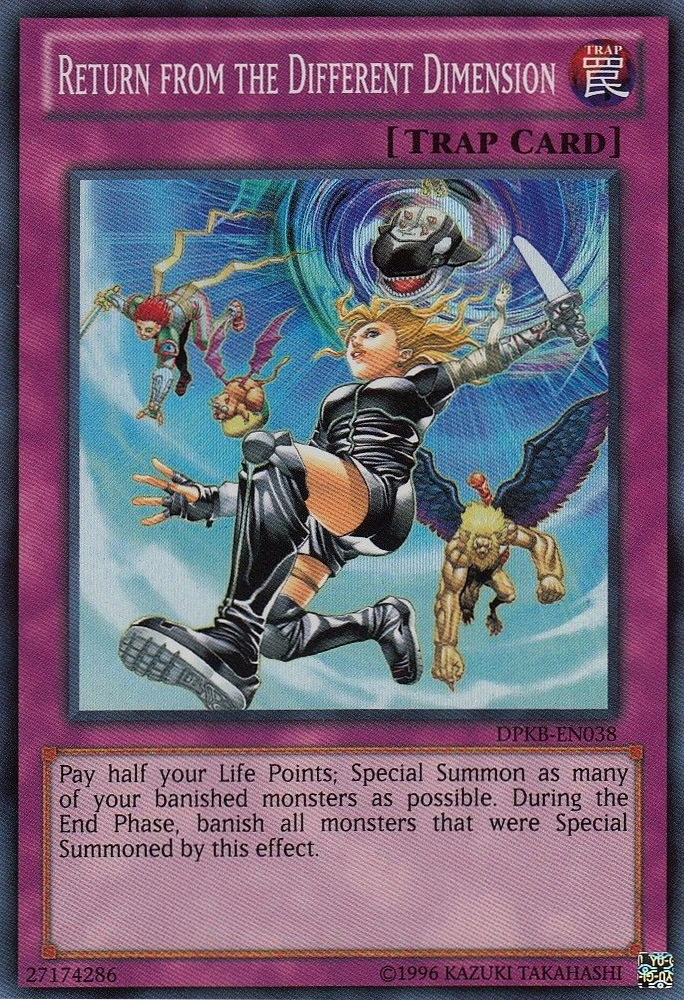 RETURN FROM THE DIFFERENT DIMENSION
TRAP
罠
[TRAP CARD]
DPKB-EN038
Pay half your Life Points; Special Summon as many
of your banished monsters as possible. During the
End Phase, banish all monsters that were Special
Summoned by this effect.
27174286
©1996 KAZUKI TAKAHASHI